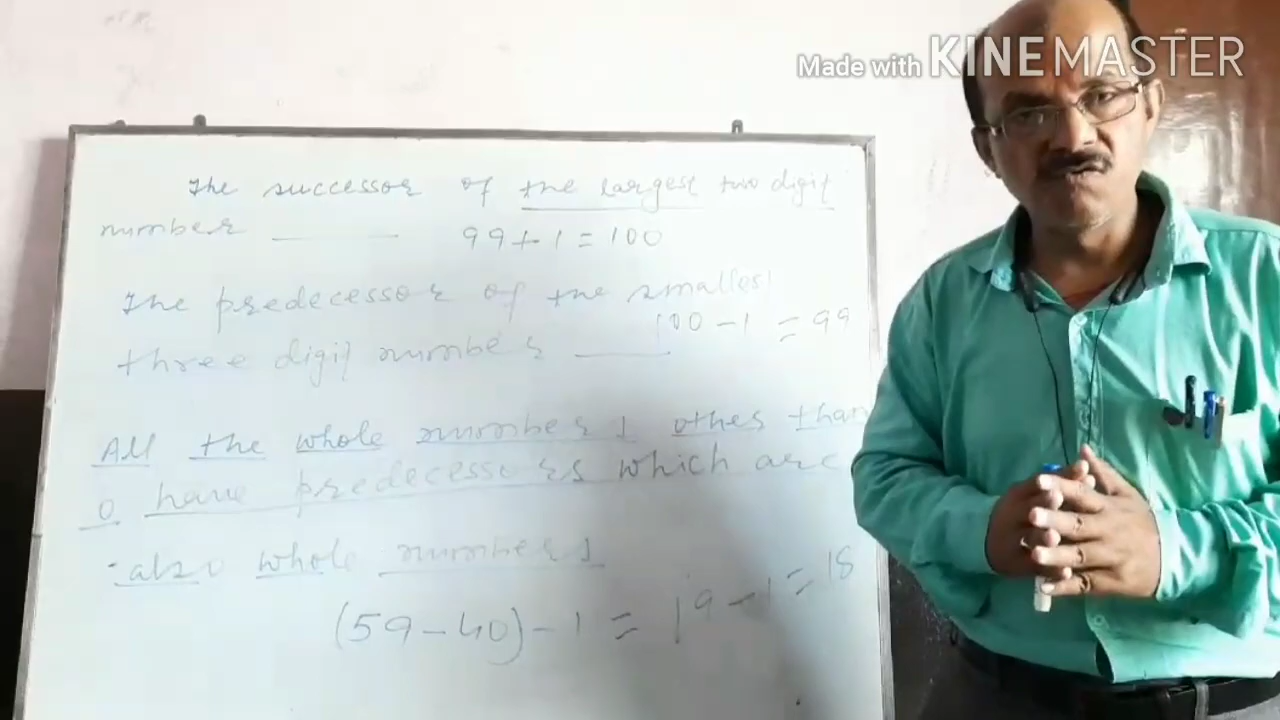 Made with KINEMASTER
The successor of the largest two digit
number ______ 99 + 1 = 100
The predecessor of the smallest
100 - 1 = 99
three digit number ______
All the whole numbers other than
0 have predecessors which are
also whole numbers
(59 - 40) - 1 = 19 - 1 = 18